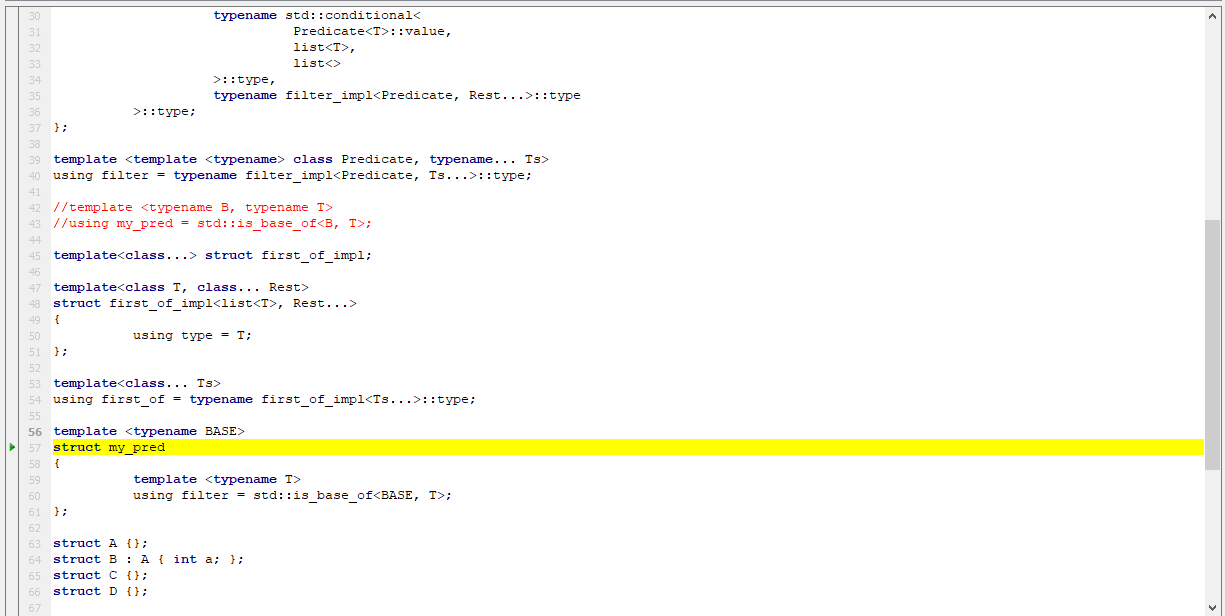 30 typename std::conditional<
31 Predicate<T>::value,
32 list<T>,
33 list<>
34 >::type,
35 typename filter_impl<Predicate, Rest...>::type
36 >::type;
37 };
38
39 template <template <typename> class Predicate, typename... Ts>
40 using filter = typename filter_impl<Predicate, Ts...>::type;
41
42 //template <typename B, typename T>
43 //using my_pred = std::is_base_of<B, T>;
44
45 template<class...> struct first_of_impl;
46
47 template<class T, class... Rest>
48 struct first_of_impl<list<T>, Rest...>
49 {
50 using type = T;
51 };
52
53 template<class... Ts>
54 using first_of = typename first_of_impl<Ts...>::type;
55
56 template <typename BASE>
57 struct my_pred
58 {
59 template <typename T>
60 using filter = std::is_base_of<BASE, T>;
61 };
62
63 struct A {};
64 struct B : A { int a; };
65 struct C {};
66 struct D {};
67